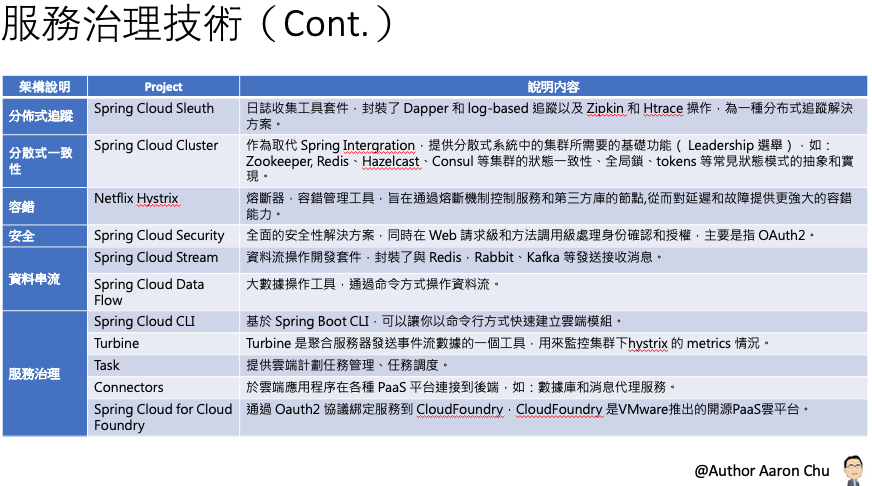 服務治理技術（Cont.）
架構說明 Project 說明內容
分佈式追蹤 Spring Cloud Sleuth 日誌收集工具套件，封裝了 Dapper 和 log-based 追蹤以及 Zipkin 和 Htrace 操作，為一種分布式追蹤解決
方案。
分散式一致
性
Spring Cloud Cluster 作為取代 Spring Intergration，提供分散式系統中的集群所需要的基礎功能（ Leadership 選舉），如：
Zookeeper, Redis、Hazelcast、Consul 等集群的狀態一致性、全局鎖、tokens 等常見狀態模式的抽象和實
現。
容錯 Netflix Hystrix 熔斷器，容錯管理工具，旨在通過熔斷機制控制服務和第三方庫的節點,從而對延遲和故障提供更強大的容錯
能力。
安全 Spring Cloud Security 全面的安全性解決方案，同時在 Web 請求級和方法調用級處理身份確認和授權，主要是指 OAuth2。
資料串流 Spring Cloud Stream 資料流操作開發套件，封裝了與 Redis，Rabbit、Kafka 等發送接收消息。
Spring Cloud Data
Flow
大數據操作工具，通過命令方式操作資料流。
服務治理 Spring Cloud CLI 基於 Spring Boot CLI，可以讓你以命令行方式快速建立雲端模組。
Turbine Turbine 是聚合服務器發送事件流數據的一個工具，用來監控集群下hystrix 的 metrics 情況。
Task 提供雲端計劃任務管理、任務調度。
Connectors 於雲端應用程序在各種 PaaS 平台連接到後端，如：數據庫和消息代理服務。
Spring Cloud for Cloud
Foundry
通過 Oauth2 協議綁定服務到 CloudFoundry，CloudFoundry 是VMware推出的開源PaaS雲平台。
@Author Aaron Chu